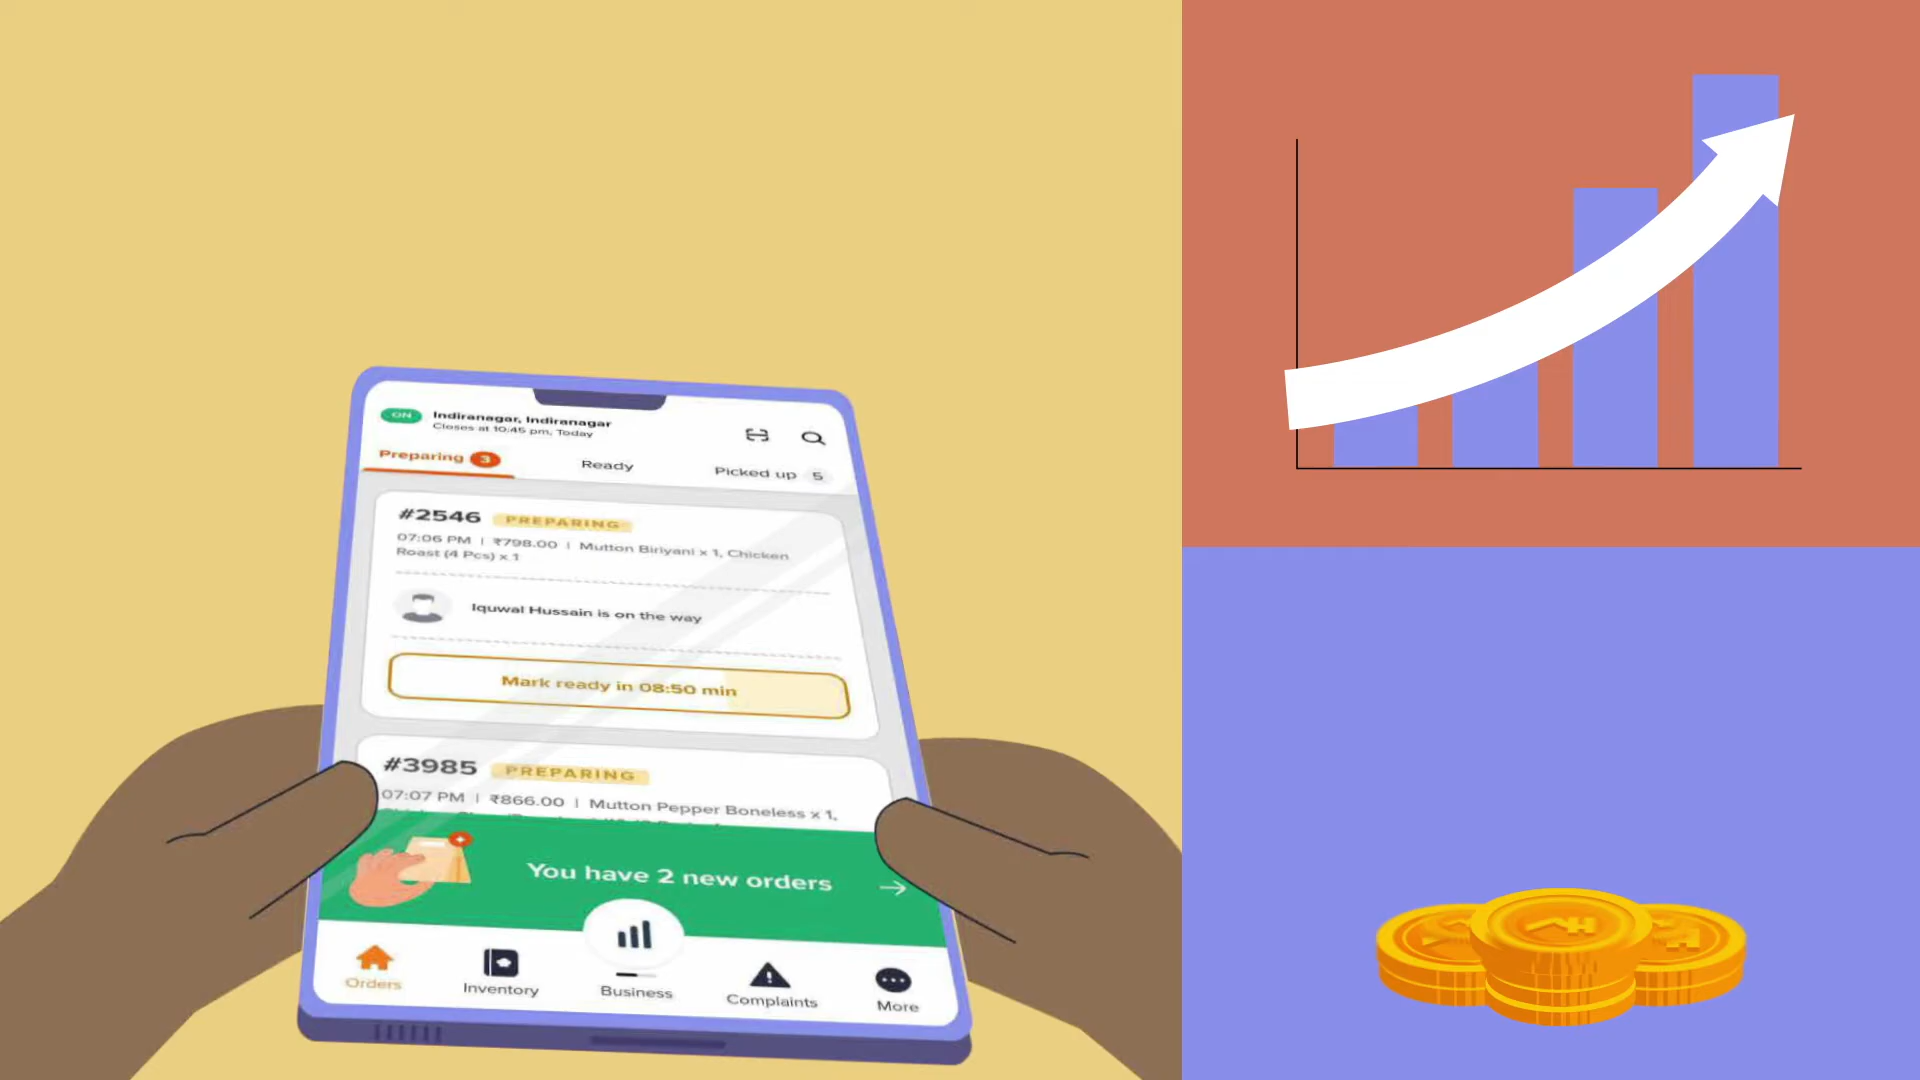 ON
Indiranagar, Indiranagar
Closes at 10:45 pm, Today
Preparing 3
Ready
Picked up 5
#2546 PREPARING
07:06 PM | ₹798.00 | Mutton Biriyani x 1, Chicken
Roast (4 Pcs) x 1
Iquwal Hussain is on the way
Mark ready in 08:50 min
#3985 PREPARING
07:07 PM | ₹866.00 | Mutton Pepper Boneless x 1,
You have 2 new orders
Orders
Inventory
Business
Complaints
More